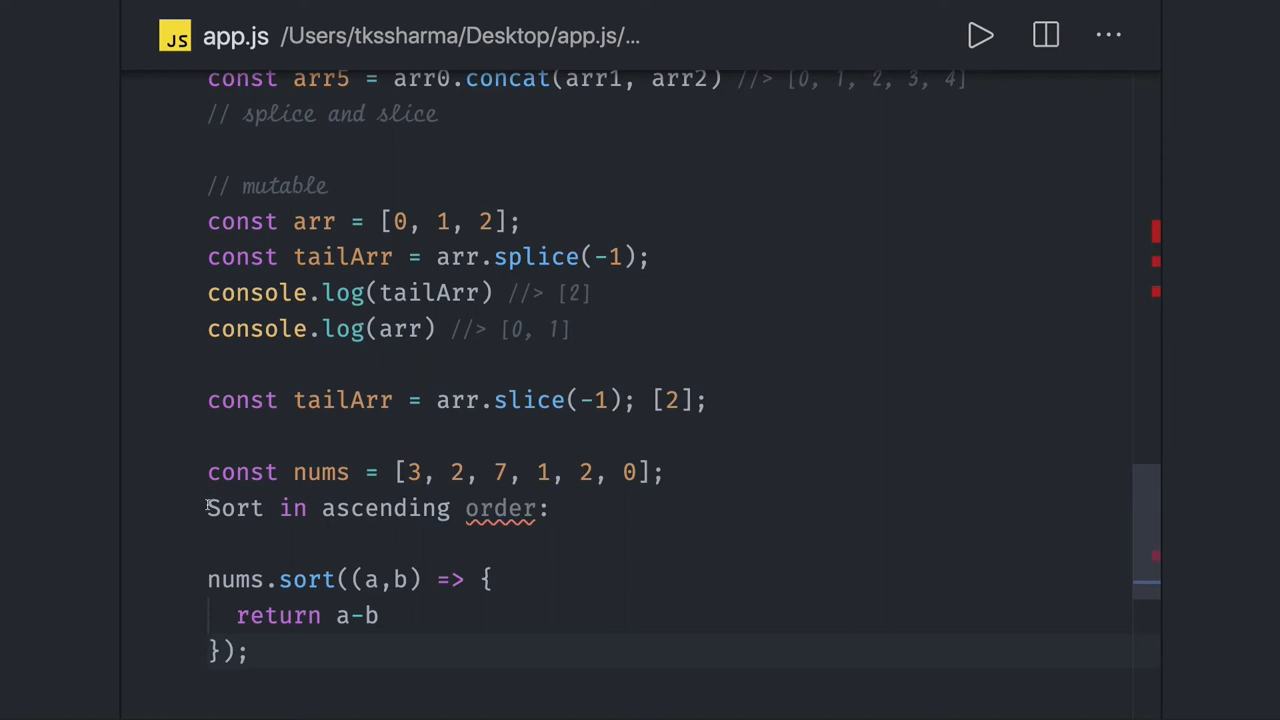 JS app.js /Users/tkssharma/Desktop/app.js/...
const arr5 = arr0.concat(arr1, arr2) //> [0, 1, 2, 3, 4]
// splice and slice
// mutable
const arr = [0, 1, 2];
const tailArr = arr.splice(-1);
console.log(tailArr) //> [2]
console.log(arr) //> [0, 1]
const tailArr = arr.slice(-1); [2];
const nums = [3, 2, 7, 1, 2, 0];
Sort in ascending order:
nums.sort((a,b) => {
return a-b
});